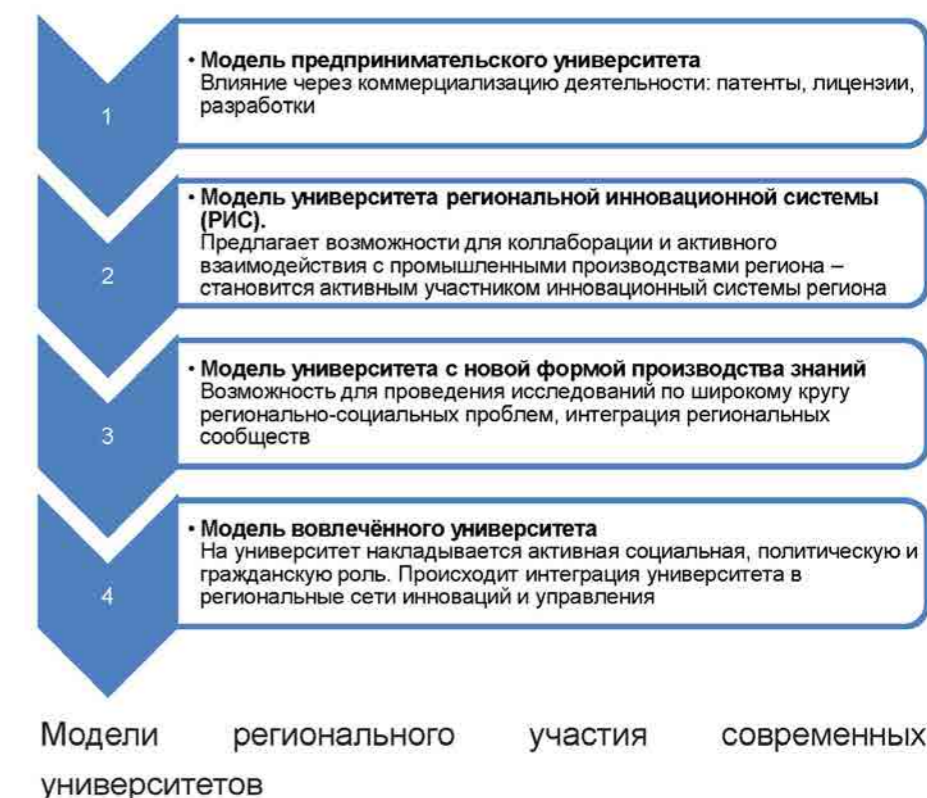 1
• Модель предпринимательского университета
Влияние через коммерциализацию деятельности: патенты, лицензии,
разработки
2
• Модель университета региональной инновационной системы
(РИС).
Предлагает возможности для коллаборации и активного
взаимодействия с промышленными производствами региона –
становится активным участником инновационный системы региона
3
• Модель университета с новой формой производства знаний
Возможность для проведения исследований по широкому кругу
регионально-социальных проблем, интеграция региональных
сообществ
4
• Модель вовлечённого университета
На университет накладывается активная социальная, политическую и
гражданскую роль. Происходит интеграция университета в
региональные сети инноваций и управления
Модели регионального участия современных
университетов